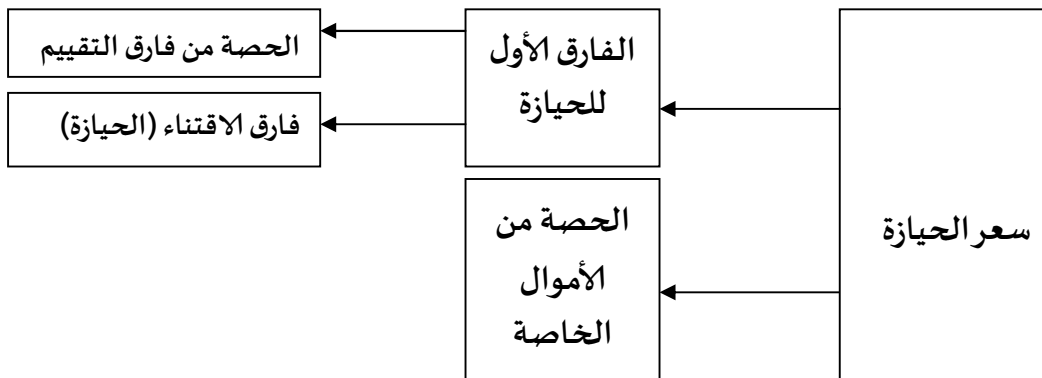 سعر الحيازة
الفارق الأول
للحيازة
الحصة من
الأموال
الخاصة
الحصة من فارق التقييم
فارق الاقتناء (الحيازة)